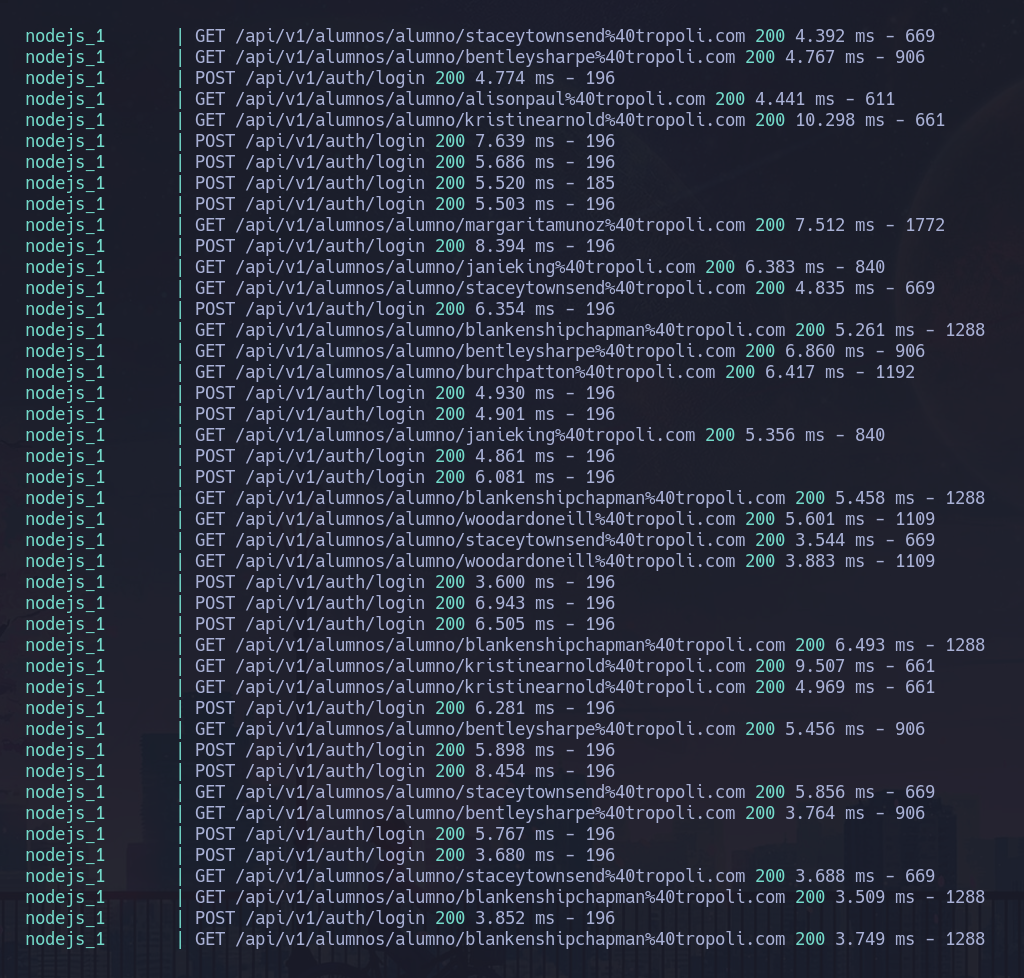 nodejs_1 | GET /api/v1/alumnos/alumno/staceytownsend%40tropoli.com 200 4.392 ms - 669
nodejs_1 | GET /api/v1/alumnos/alumno/bentleysharpe%40tropoli.com 200 4.767 ms - 906
nodejs_1 | POST /api/v1/auth/login 200 4.774 ms - 196
nodejs_1 | GET /api/v1/alumnos/alumno/alisonpaul%40tropoli.com 200 4.441 ms - 611
nodejs_1 | GET /api/v1/alumnos/alumno/kristinearnold%40tropoli.com 200 10.298 ms - 661
nodejs_1 | POST /api/v1/auth/login 200 7.639 ms - 196
nodejs_1 | POST /api/v1/auth/login 200 5.686 ms - 196
nodejs_1 | POST /api/v1/auth/login 200 5.520 ms - 185
nodejs_1 | POST /api/v1/auth/login 200 5.503 ms - 196
nodejs_1 | GET /api/v1/alumnos/alumno/margaritamunoz%40tropoli.com 200 7.512 ms - 1772
nodejs_1 | POST /api/v1/auth/login 200 8.394 ms - 196
nodejs_1 | GET /api/v1/alumnos/alumno/janieking%40tropoli.com 200 6.383 ms - 840
nodejs_1 | GET /api/v1/alumnos/alumno/staceytownsend%40tropoli.com 200 4.835 ms - 669
nodejs_1 | POST /api/v1/auth/login 200 6.354 ms - 196
nodejs_1 | GET /api/v1/alumnos/alumno/blankenshipchapman%40tropoli.com 200 5.261 ms - 1288
nodejs_1 | GET /api/v1/alumnos/alumno/bentleysharpe%40tropoli.com 200 6.860 ms - 906
nodejs_1 | GET /api/v1/alumnos/alumno/burchpatton%40tropoli.com 200 6.417 ms - 1192
nodejs_1 | POST /api/v1/auth/login 200 4.930 ms - 196
nodejs_1 | POST /api/v1/auth/login 200 4.901 ms - 196
nodejs_1 | GET /api/v1/alumnos/alumno/janieking%40tropoli.com 200 5.356 ms - 840
nodejs_1 | POST /api/v1/auth/login 200 4.861 ms - 196
nodejs_1 | POST /api/v1/auth/login 200 6.081 ms - 196
nodejs_1 | GET /api/v1/alumnos/alumno/blankenshipchapman%40tropoli.com 200 5.458 ms - 1288
nodejs_1 | GET /api/v1/alumnos/alumno/woodardoneill%40tropoli.com 200 5.601 ms - 1109
nodejs_1 | GET /api/v1/alumnos/alumno/staceytownsend%40tropoli.com 200 3.544 ms - 669
nodejs_1 | GET /api/v1/alumnos/alumno/woodardoneill%40tropoli.com 200 3.883 ms - 1109
nodejs_1 | POST /api/v1/auth/login 200 3.600 ms - 196
nodejs_1 | POST /api/v1/auth/login 200 6.943 ms - 196
nodejs_1 | POST /api/v1/auth/login 200 6.505 ms - 196
nodejs_1 | GET /api/v1/alumnos/alumno/blankenshipchapman%40tropoli.com 200 6.493 ms - 1288
nodejs_1 | GET /api/v1/alumnos/alumno/kristinearnold%40tropoli.com 200 9.507 ms - 661
nodejs_1 | GET /api/v1/alumnos/alumno/kristinearnold%40tropoli.com 200 4.969 ms - 661
nodejs_1 | POST /api/v1/auth/login 200 6.281 ms - 196
nodejs_1 | GET /api/v1/alumnos/alumno/bentleysharpe%40tropoli.com 200 5.456 ms - 906
nodejs_1 | POST /api/v1/auth/login 200 5.898 ms - 196
nodejs_1 | POST /api/v1/auth/login 200 8.454 ms - 196
nodejs_1 | GET /api/v1/alumnos/alumno/staceytownsend%40tropoli.com 200 5.856 ms - 669
nodejs_1 | GET /api/v1/alumnos/alumno/bentleysharpe%40tropoli.com 200 3.764 ms - 906
nodejs_1 | POST /api/v1/auth/login 200 5.767 ms - 196
nodejs_1 | POST /api/v1/auth/login 200 3.680 ms - 196
nodejs_1 | GET /api/v1/alumnos/alumno/staceytownsend%40tropoli.com 200 3.688 ms - 669
nodejs_1 | GET /api/v1/alumnos/alumno/blankenshipchapman%40tropoli.com 200 3.509 ms - 1288
nodejs_1 | POST /api/v1/auth/login 200 3.852 ms - 196
nodejs_1 | GET /api/v1/alumnos/alumno/blankenshipchapman%40tropoli.com 200 3.749 ms - 1288